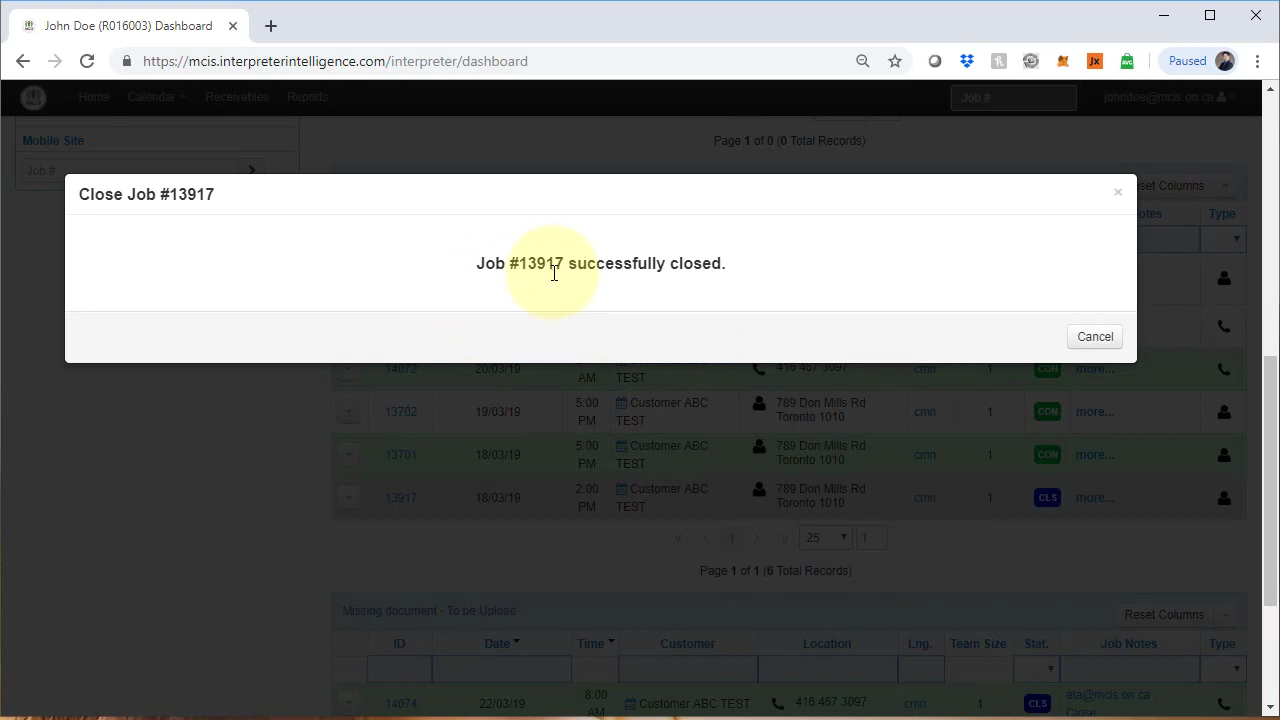 John Doe (R016003) Dashboard
https://mcis.interpreterintelligence.com/interpreter/dashboard
Paused
Home Calendar Receivables Reports
Job #
johndoe@mcis.on.ca
Mobile Site
Job #
Page 1 of 0 (0 Total Records)
Reset Columns
Type
Close Job #13917
Job #13917 successfully closed.
Cancel
14072 20/03/19 AM TEST 416 467 3097 cmn 1 CON more...
13702 19/03/19 5:00 PM Customer ABC TEST 789 Don Mills Rd Toronto 1010 cmn 1 CON more...
13701 18/03/19 5:00 PM Customer ABC TEST 789 Don Mills Rd Toronto 1010 cmn 1 CON more...
13917 18/03/19 2:00 PM Customer ABC TEST 789 Don Mills Rd Toronto 1010 cmn 1 CLS more...
1 25 1
Page 1 of 1 (6 Total Records)
Missing document - To be Upload
Reset Columns
ID Date Time Customer Location Lng. Team Size Stat. Job Notes Type
14074 22/03/19 8:00 AM Customer ABC TEST 416 467 3097 cmn 1 CLS eta@mcis.on.ca : Close